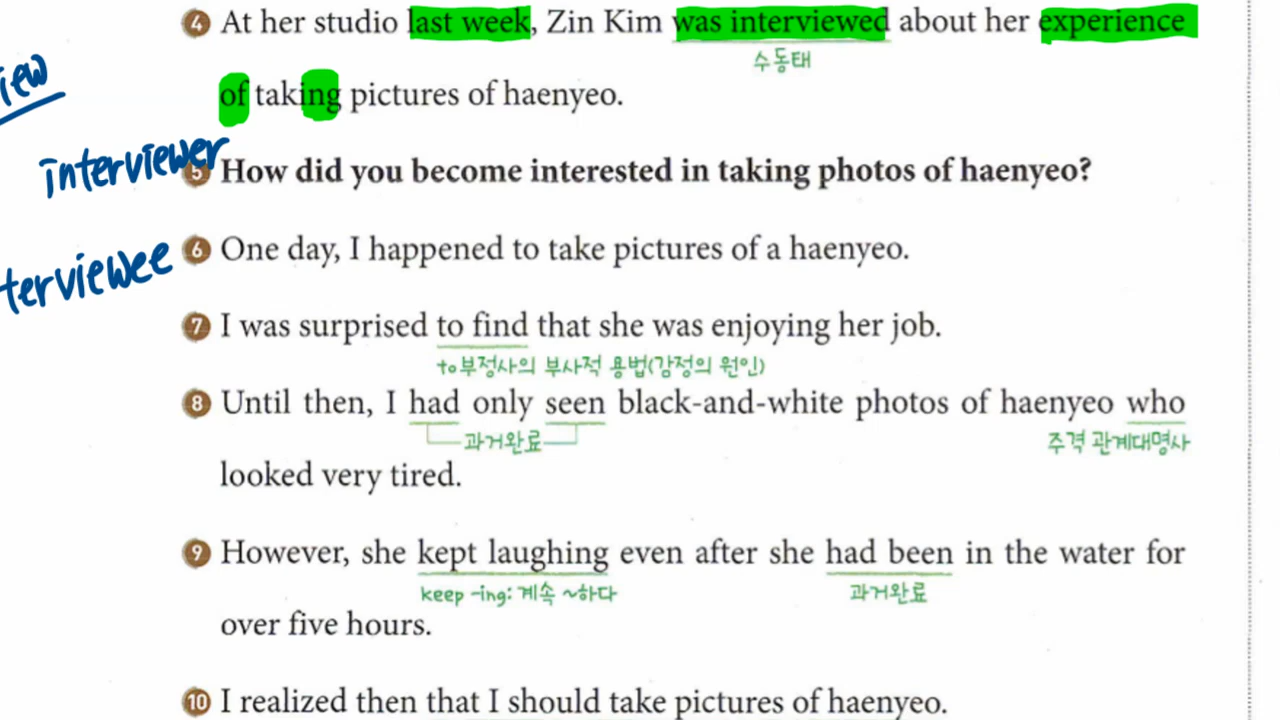 4 At her studio last week, Zin Kim was interviewed about her experience
수동태
of taking pictures of haenyeo.
interviewer
5 How did you become interested in taking photos of haenyeo?
6 One day, I happened to take pictures of a haenyeo.
7 I was surprised to find that she was enjoying her job.
to부정사의 부사적 용법(감정의 원인)
8 Until then, I had only seen black-and-white photos of haenyeo who
과거완료 주격 관계대명사
looked very tired.
9 However, she kept laughing even after she had been in the water for
keep -ing: 계속 ~하다 과거완료
over five hours.
10 I realized then that I should take pictures of haenyeo.